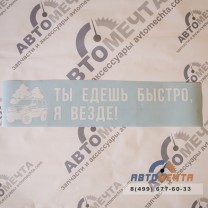 ТЫ ЕДЕШЬ БЫСТРО,
Я ВЕЗДЕ!
АВТОМЕЧТА
8(499) 677-60-33